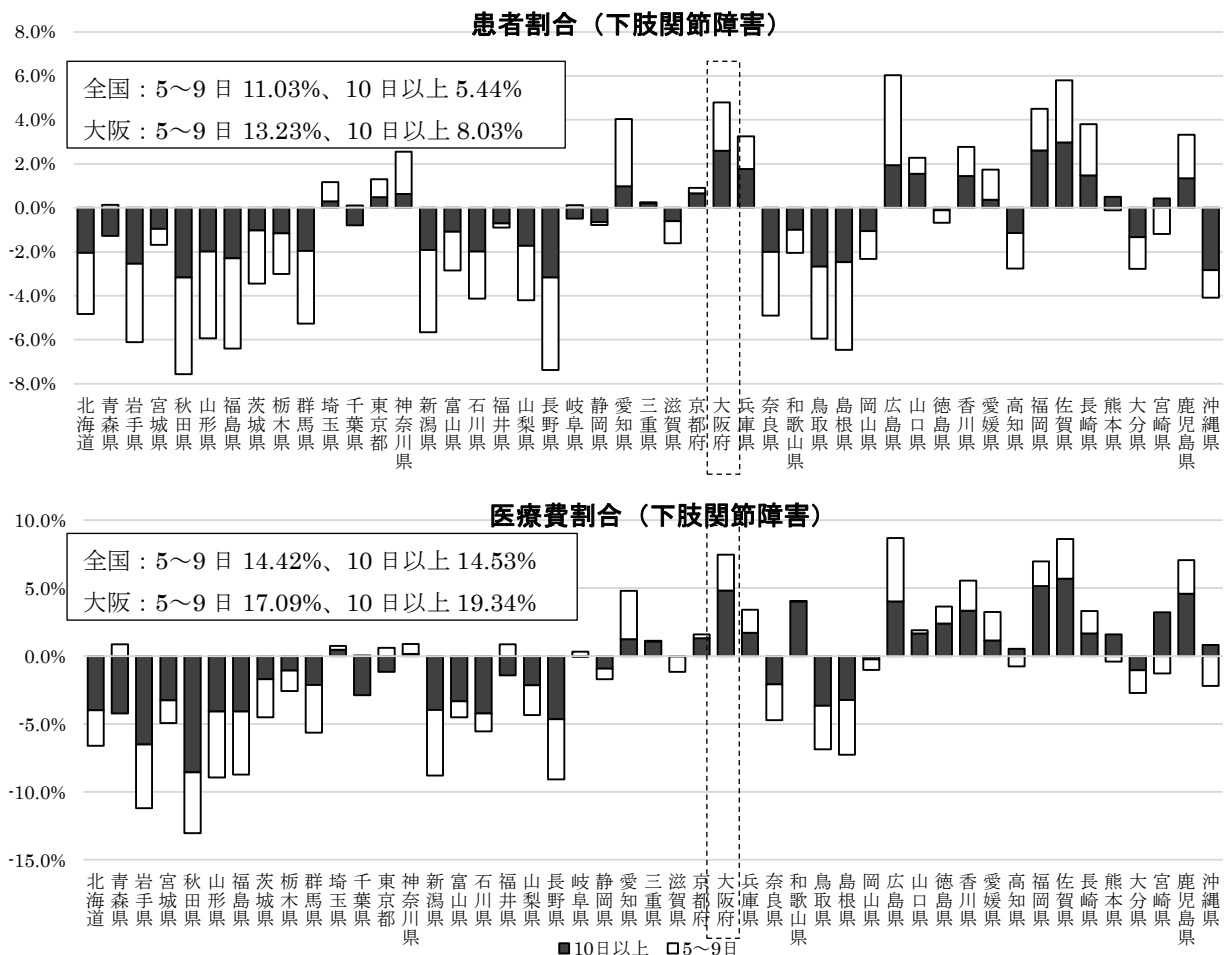 患者割合（下肢関節障害）
8.0%
6.0%
4.0%
2.0%
0.0%
-2.0%
-4.0%
-6.0%
-8.0%
全国：5～9 日 11.03%、10 日以上 5.44%
大阪：5～9 日 13.23%、10 日以上 8.03%
北海道
青森県
岩手県
宮城県
秋田県
山形県
福島県
茨城県
栃木県
群馬県
埼玉県
千葉県
東京都
神奈川県
新潟県
富山県
石川県
福井県
山梨県
長野県
岐阜県
静岡県
愛知県
三重県
滋賀県
京都府
大阪府
兵庫県
奈良県
和歌山県
鳥取県
島根県
岡山県
広島県
山口県
徳島県
香川県
愛媛県
高知県
福岡県
佐賀県
長崎県
熊本県
大分県
宮崎県
鹿児島県
沖縄県
医療費割合（下肢関節障害）
10.0%
5.0%
0.0%
-5.0%
-10.0%
-15.0%
全国：5～9 日 14.42%、10 日以上 14.53%
大阪：5～9 日 17.09%、10 日以上 19.34%
北海道
青森県
岩手県
宮城県
秋田県
山形県
福島県
茨城県
栃木県
群馬県
埼玉県
千葉県
東京都
神奈川県
新潟県
富山県
石川県
福井県
山梨県
長野県
岐阜県
静岡県
愛知県
三重県
滋賀県
京都府
大阪府
兵庫県
奈良県
和歌山県
鳥取県
島根県
岡山県
広島県
山口県
徳島県
香川県
愛媛県
高知県
福岡県
佐賀県
長崎県
熊本県
大分県
宮崎県
鹿児島県
沖縄県
10日以上 5～9日